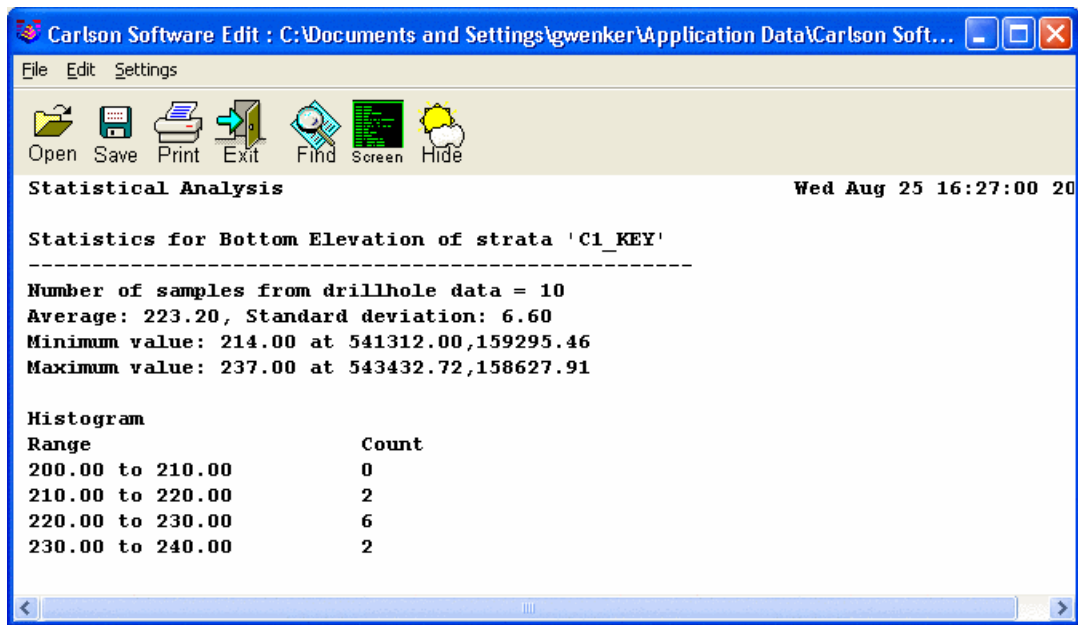 Carlson Software Edit : C:\Documents and Settings\gwenker\Application Data\Carlson Soft...
File Edit Settings
Open Save Print Exit Find Screen Hide
Statistical Analysis Wed Aug 25 16:27:00 20
Statistics for Bottom Elevation of strata 'C1_KEY'
-----------------------------------------------------
Number of samples from drillhole data = 10
Average: 223.20, Standard deviation: 6.60
Minimum value: 214.00 at 541312.00,159295.46
Maximum value: 237.00 at 543432.72,158627.91
Histogram
Range Count
200.00 to 210.00 0
210.00 to 220.00 2
220.00 to 230.00 6
230.00 to 240.00 2